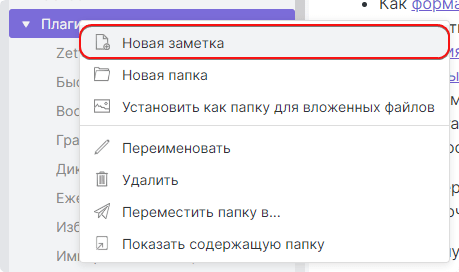 Как форма
Плаги
Новая заметка
Новая папка
Установить как папку для вложенных файлов
Переименовать
Удалить
Переместить папку в...
Показать содержащую папку
Zet
Быс
Вос
Гра
Дик
Еже
Изб